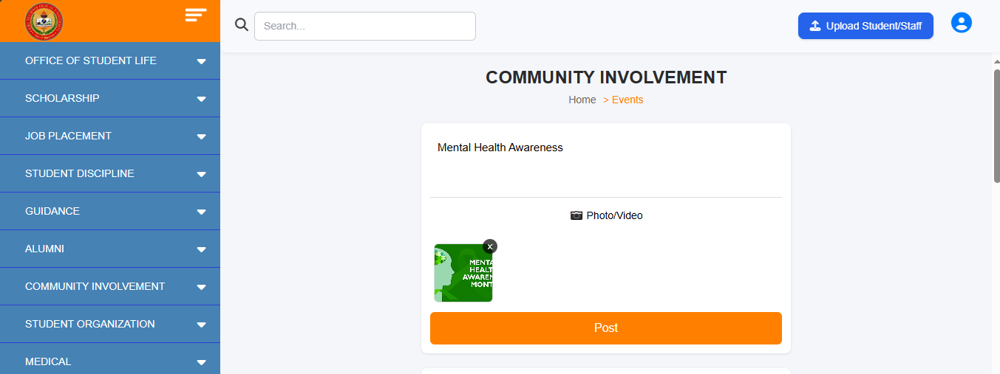 Search...
Upload Student/Staff
OFFICE OF STUDENT LIFE
SCHOLARSHIP
JOB PLACEMENT
STUDENT DISCIPLINE
GUIDANCE
ALUMNI
COMMUNITY INVOLVEMENT
STUDENT ORGANIZATION
MEDICAL
COMMUNITY INVOLVEMENT
Home > Events
Mental Health Awareness
Photo/Video
x
MENTA
HEALT
AWAREN
MONT
Post